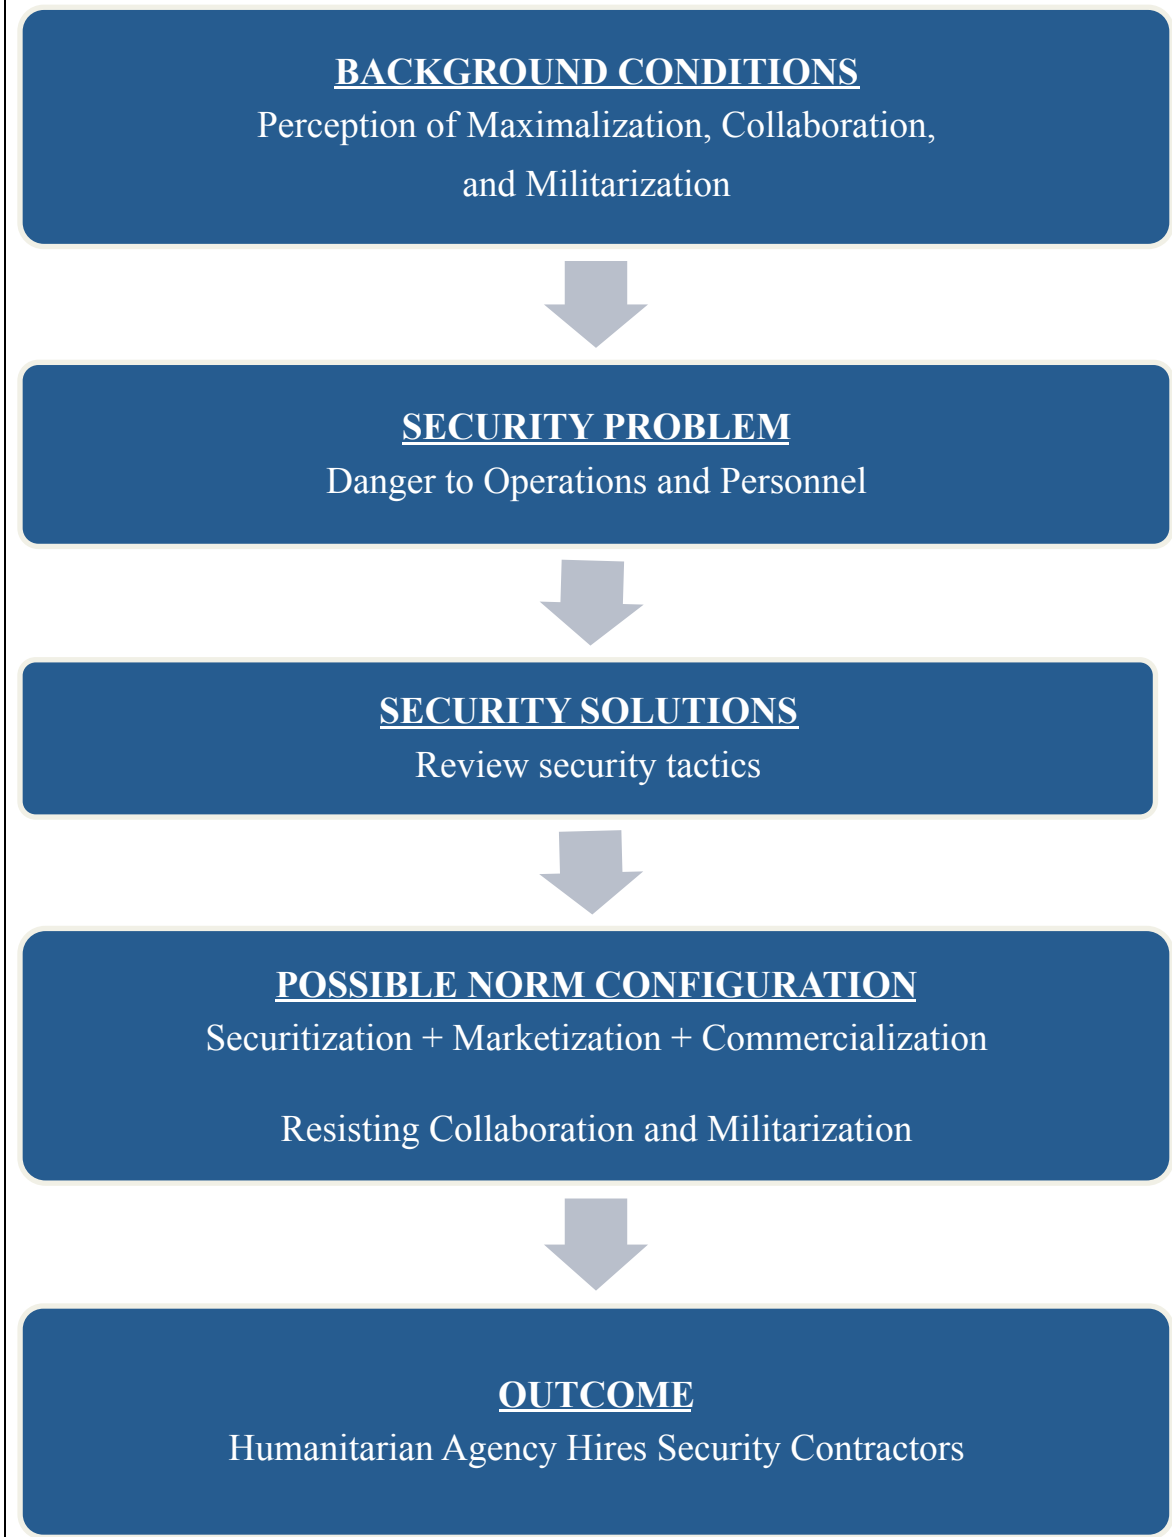 BACKGROUND CONDITIONS
Perception of Maximalization, Collaboration,
and Militarization
SECURITY PROBLEM
Danger to Operations and Personnel
SECURITY SOLUTIONS
Review security tactics
POSSIBLE NORM CONFIGURATION
Securitization + Marketization + Commercialization
Resisting Collaboration and Militarization
OUTCOME
Humanitarian Agency Hires Security Contractors